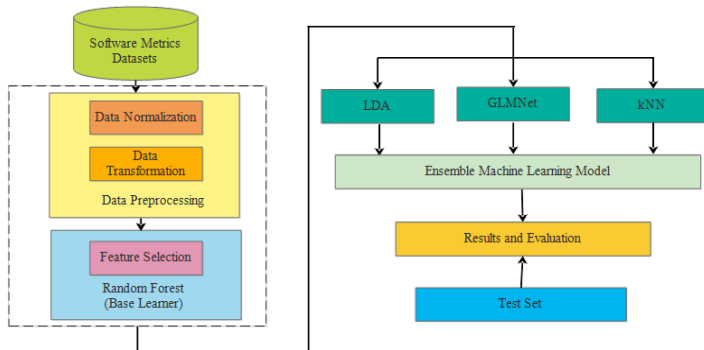 Software Metrics
Datasets
Data Normalization
Data
Transformation
Data Preprocessing
Feature Selection
Random Forest
(Base Learner)
LDA
GLMNet
kNN
Ensemble Machine Learning Model
Results and Evaluation
Test Set